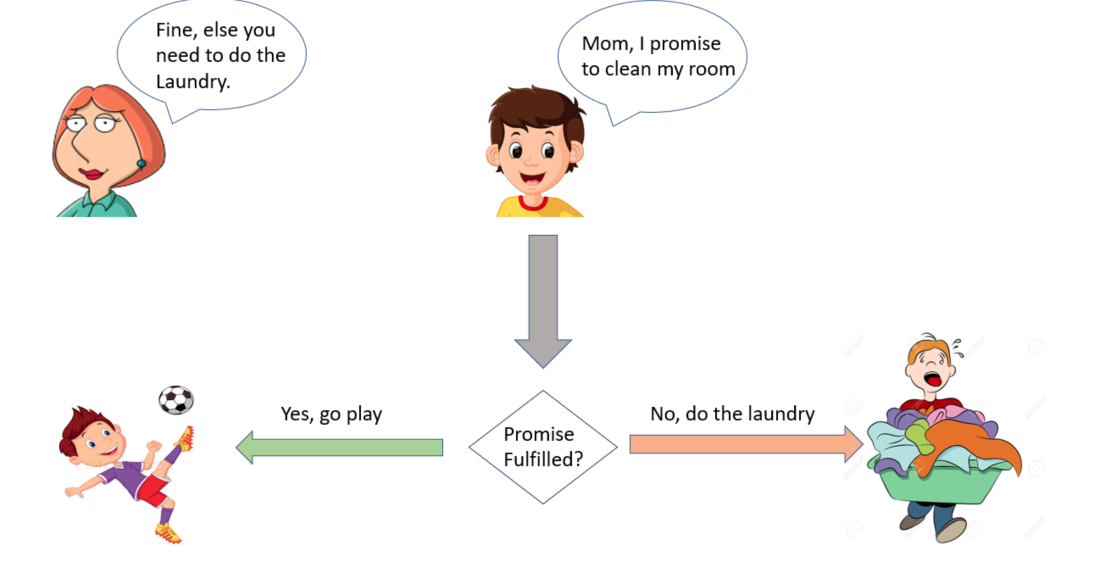 Fine, else you
need to do the
Laundry.
Mom, I promise
to clean my room
Yes, go play
Promise
Fulfilled?
No, do the laundry